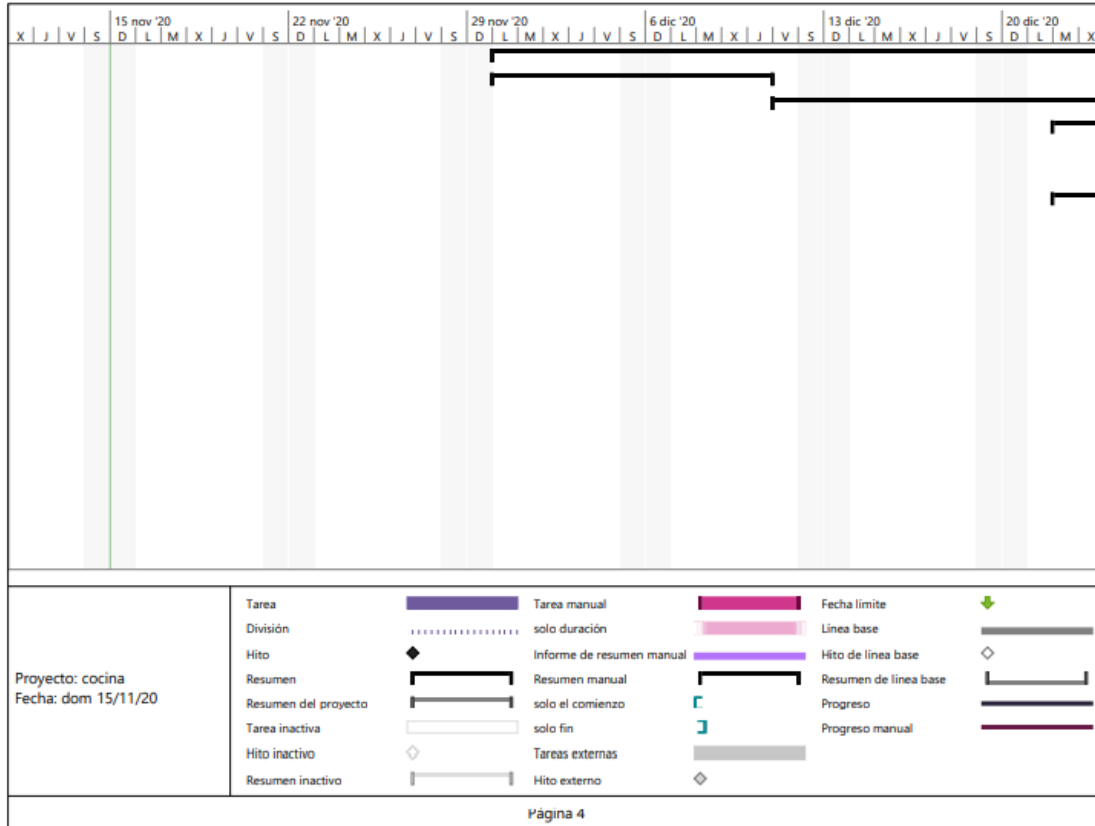 15 nov '20 22 nov '20 29 nov '20 6 dic '20 13 dic '20 20 dic '20
X J V S D L M X J V S D L M X J V S D L M X J V S D L M X J V S D L M X J V S D L M X
Tarea Tarea manual Fecha límite
División solo duración Línea base
Hito Informe de resumen manual Hito de línea base
Resumen Resumen manual Resumen de línea base
Proyecto: cocina
Fecha: dom 15/11/20
Resumen del proyecto solo el comienzo Progreso
Tarea inactiva solo fin Progreso manual
Hito inactivo Tareas externas
Resumen inactivo Hito externo
Página 4